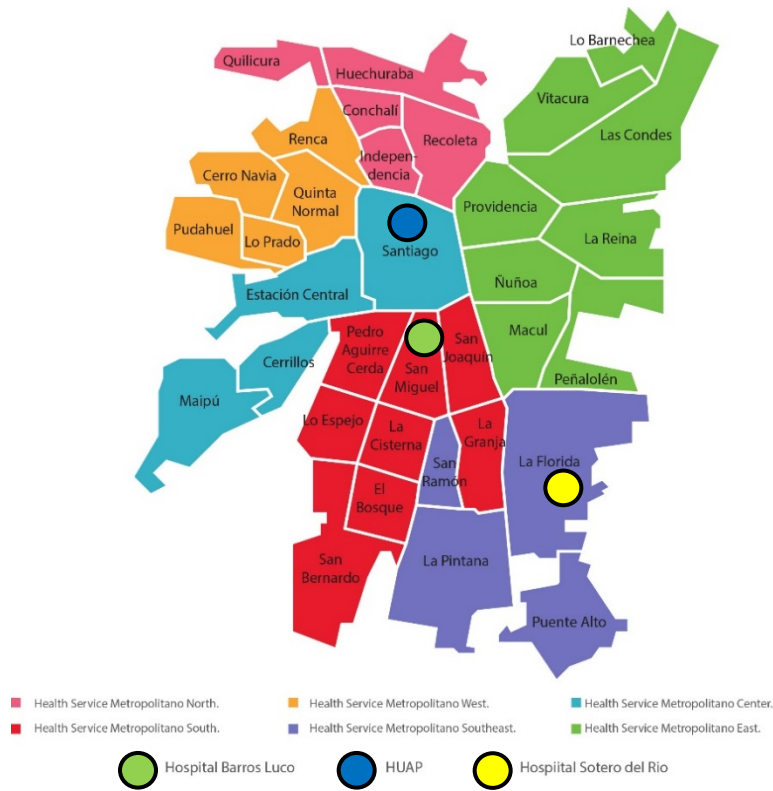 Lo Barnechea
Quilicura
Huechuraba
Vitacura
Conchalí
Las Condes
Renca
Recoleta
Indepen-
dencia
Cerro Navia
Quinta
Normal
Providencia
Pudahuel
Lo Prado
La Reina
Santiago
Ñuñoa
Estación Central
Pedro
Aguirre
Cerda
San
Joaquín
Macul
Cerrillos
San
Miguel
Peñalolén
Maipú
Lo Espejo
La
Cisterna
La
Granja
San
Ramón
La Florida
El
Bosque
San
Bernardo
La Pintana
Puente Alto
Health Service Metropolitano North.
Health Service Metropolitano West.
Health Service Metropolitano Center.
Health Service Metropolitano South.
Health Service Metropolitano Southeast.
Health Service Metropolitano East.
Hospital Barros Luco
HUAP
Hospiital Sotero del Rio